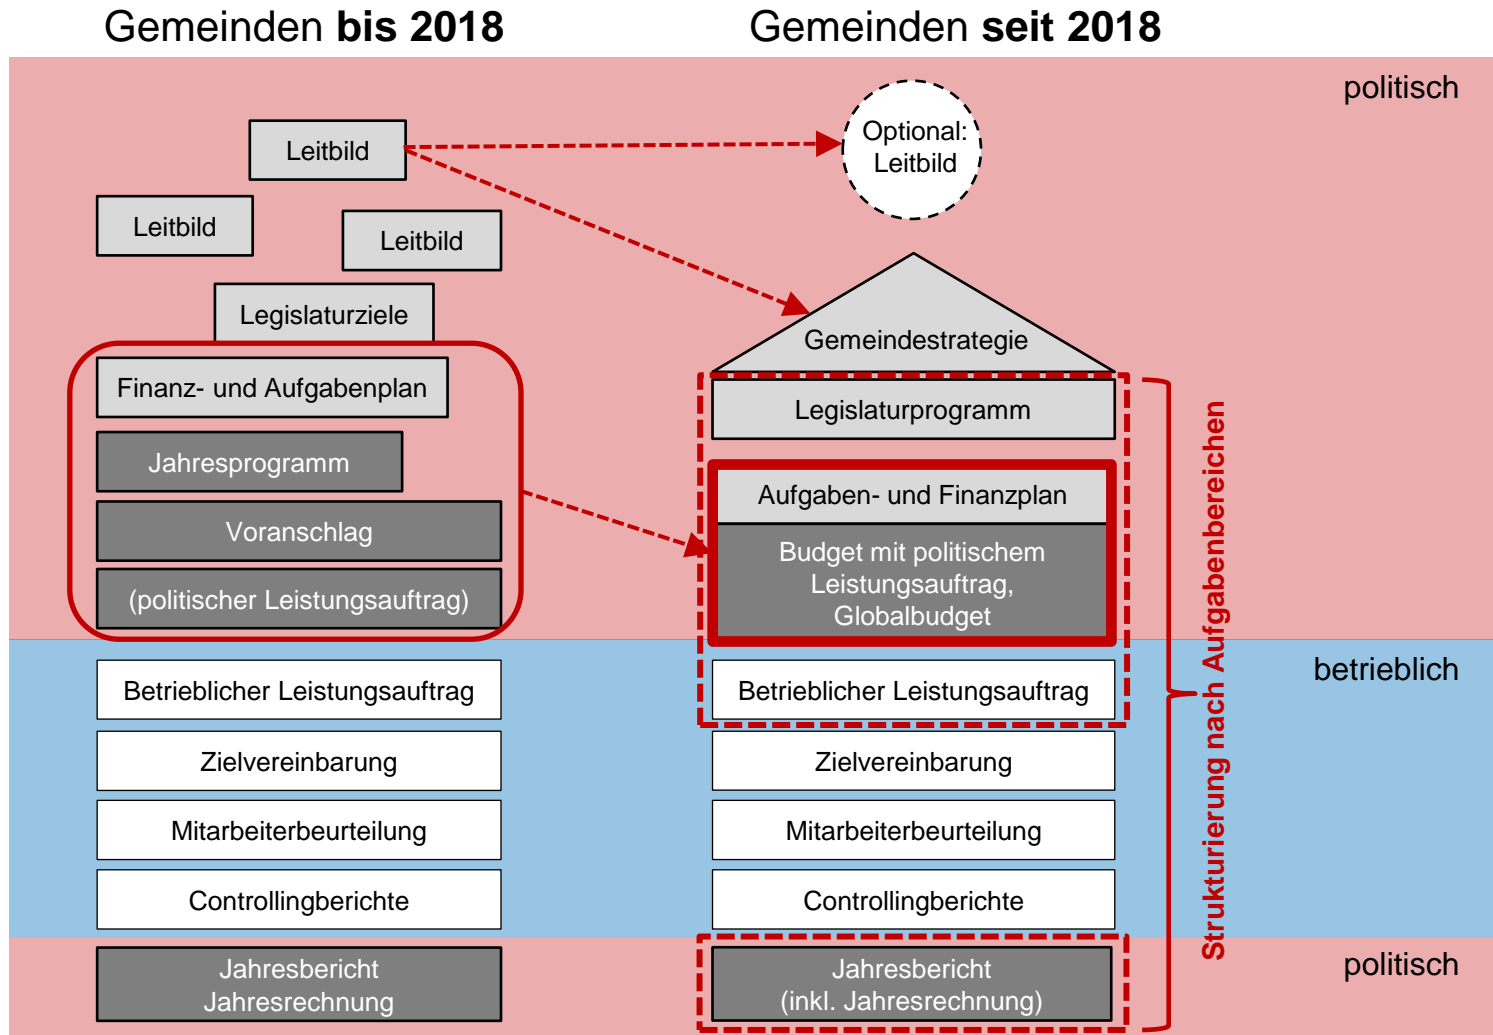 Gemeinden bis 2018
Gemeinden seit 2018
politisch
Leitbild
Leitbild
Leitbild
Legislaturziele
Finanz- und Aufgabenplan
Jahresprogramm
Voranschlag
(politischer Leistungsauftrag)
Betrieblicher Leistungsauftrag
Zielvereinbarung
Mitarbeiterbeurteilung
Controllingberichte
Jahresbericht
Jahresrechnung
Optional:
Leitbild
Gemeindestrategie
Legislaturprogramm
Aufgaben- und Finanzplan
Budget mit politischem
Leistungsauftrag,
Globalbudget
Betrieblicher Leistungsauftrag
Zielvereinbarung
Mitarbeiterbeurteilung
Controllingberichte
Jahresbericht
(inkl. Jahresrechnung)
Strukturierung nach Aufgabenbereichen
betrieblich
politisch